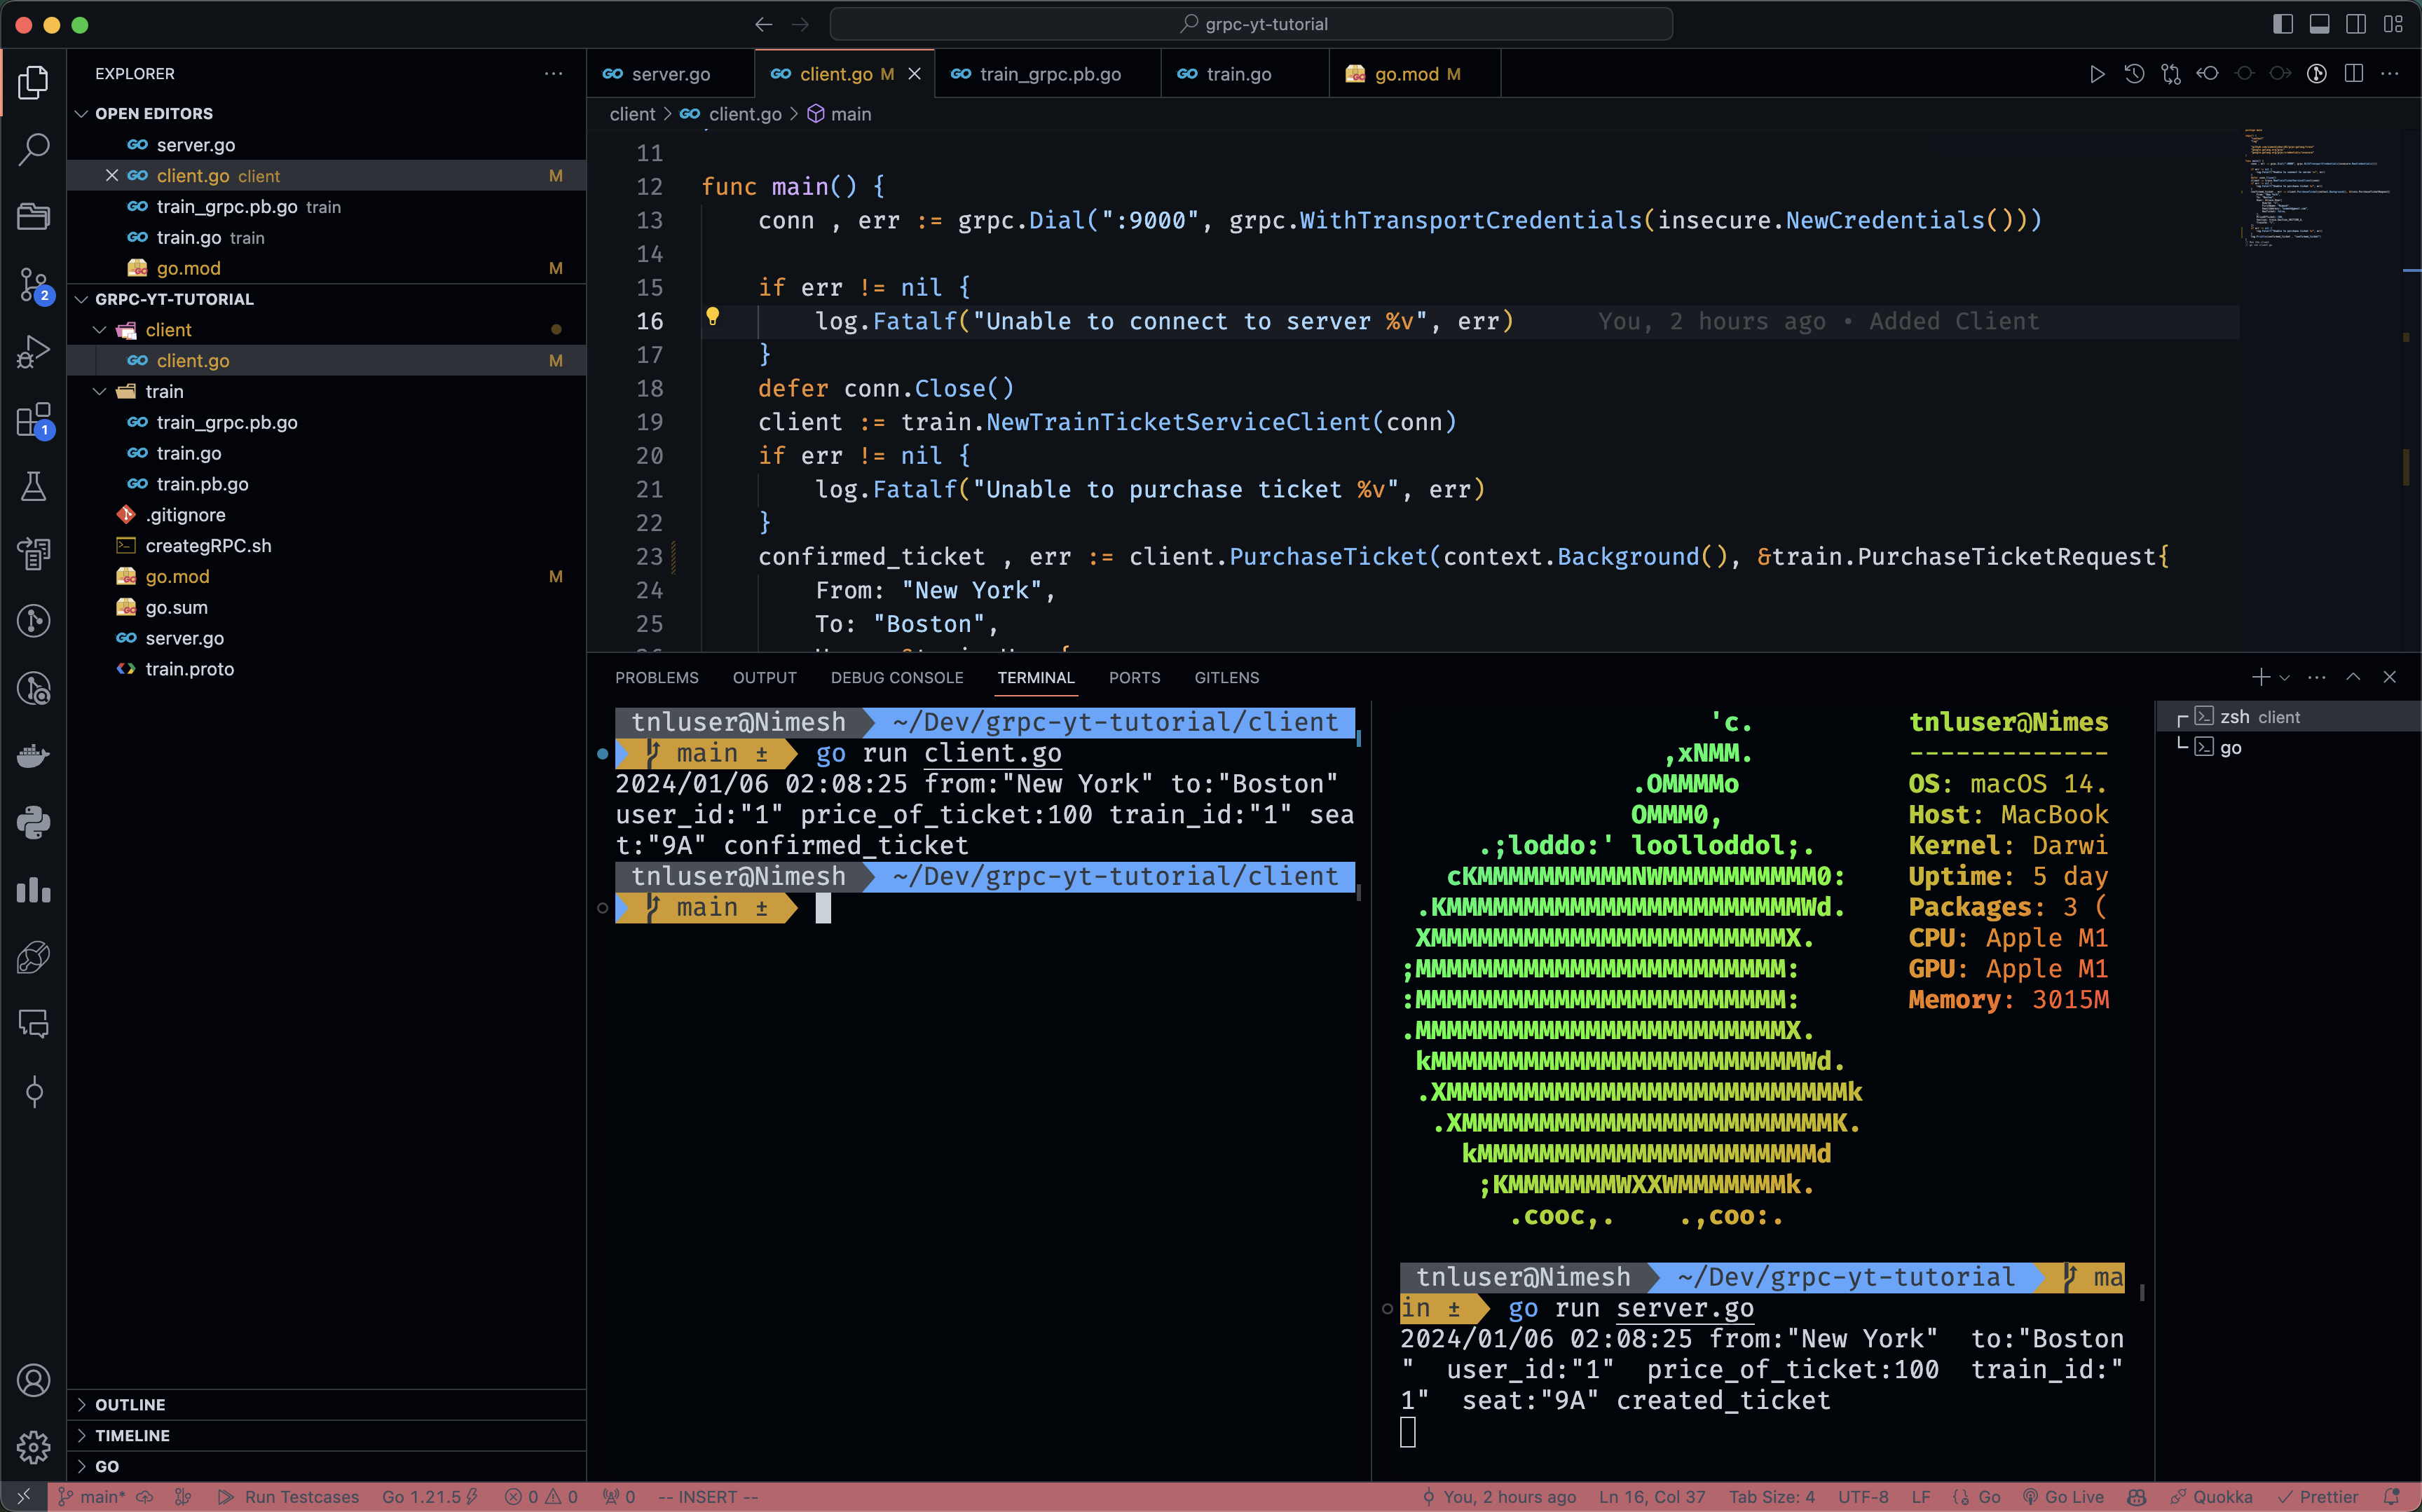 grpc-yt-tutorial
EXPLORER
OPEN EDITORS
server.go
client.go client M
train_grpc.pb.go train
train.go train
go.mod M
GRPC-YT-TUTORIAL
client
client.go M
train
train_grpc.pb.go
train.go
train.pb.go
.gitignore
creategRPC.sh
go.mod M
go.sum
server.go
train.proto
OUTLINE
TIMELINE
GO
2
1
server.go client.go M train_grpc.pb.go train.go go.mod M
client > client.go > main
11
12 func main() {
13 conn , err := grpc.Dial(":9000", grpc.WithTransportCredentials(insecure.NewCredentials()))
14
15 if err != nil {
16 log.Fatalf("Unable to connect to server %v", err) You, 2 hours ago • Added Client
17 }
18 defer conn.Close()
19 client := train.NewTrainTicketServiceClient(conn)
20 if err != nil {
21 log.Fatalf("Unable to purchase ticket %v", err)
22 }
23 confirmed_ticket , err := client.PurchaseTicket(context.Background(), &train.PurchaseTicketRequest{
24 From: "New York",
25 To: "Boston",
PROBLEMS OUTPUT DEBUG CONSOLE TERMINAL PORTS GITLENS
tnluser@Nimesh ~/Dev/grpc-yt-tutorial/client
main ± go run client.go
2024/01/06 02:08:25 from:"New York" to:"Boston"
user_id:"1" price_of_ticket:100 train_id:"1" sea
t:"9A" confirmed_ticket
tnluser@Nimesh ~/Dev/grpc-yt-tutorial/client
main ±
'c.
,xNMM.
.OMMMMo
OMMM0,
.;loddo:' loolloddol;.
cKMMMMMMMMMMNWMMMMMMMMMM0:
.KMMMMMMMMMMMMMMMMMMMMMMMWd.
XMMMMMMMMMMMMMMMMMMMMMMMX.
;MMMMMMMMMMMMMMMMMMMMMMMM:
:MMMMMMMMMMMMMMMMMMMMMMMM:
.MMMMMMMMMMMMMMMMMMMMMMMMX.
kMMMMMMMMMMMMMMMMMMMMMMMMWd.
.XMMMMMMMMMMMMMMMMMMMMMMMMMMk
.XMMMMMMMMMMMMMMMMMMMMMMMMK.
kMMMMMMMMMMMMMMMMMMMMMMd
;KMMMMMMMWXXWMMMMMMMk.
.cooc,. .,coo:.
tnluser@Nimes
-------------
OS: macOS 14.
Host: MacBook
Kernel: Darwi
Uptime: 5 day
Packages: 3 (
CPU: Apple M1
GPU: Apple M1
Memory: 3015M
tnluser@Nimesh ~/Dev/grpc-yt-tutorial ma
in ± go run server.go
2024/01/06 02:08:25 from:"New York" to:"Boston
" user_id:"1" price_of_ticket:100 train_id:"
1" seat:"9A" created_ticket
zsh client
go
main* Run Testcases Go 1.21.5 0 0 0 -- INSERT -- You, 2 hours ago Ln 16, Col 37 Tab Size: 4 UTF-8 LF Go Go Live Quokka Prettier